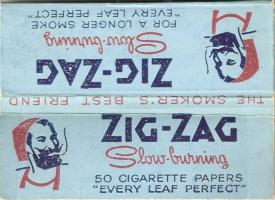 FOR A LONGER SMOKE
"EVERY LEAF PERFECT"
Slow-burning
ZIG-ZAG
THE SMOKER'S BEST FRIEND
ZIG-ZAG
Slow-burning
50 CIGARETTE PAPERS
"EVERY LEAF PERFECT"